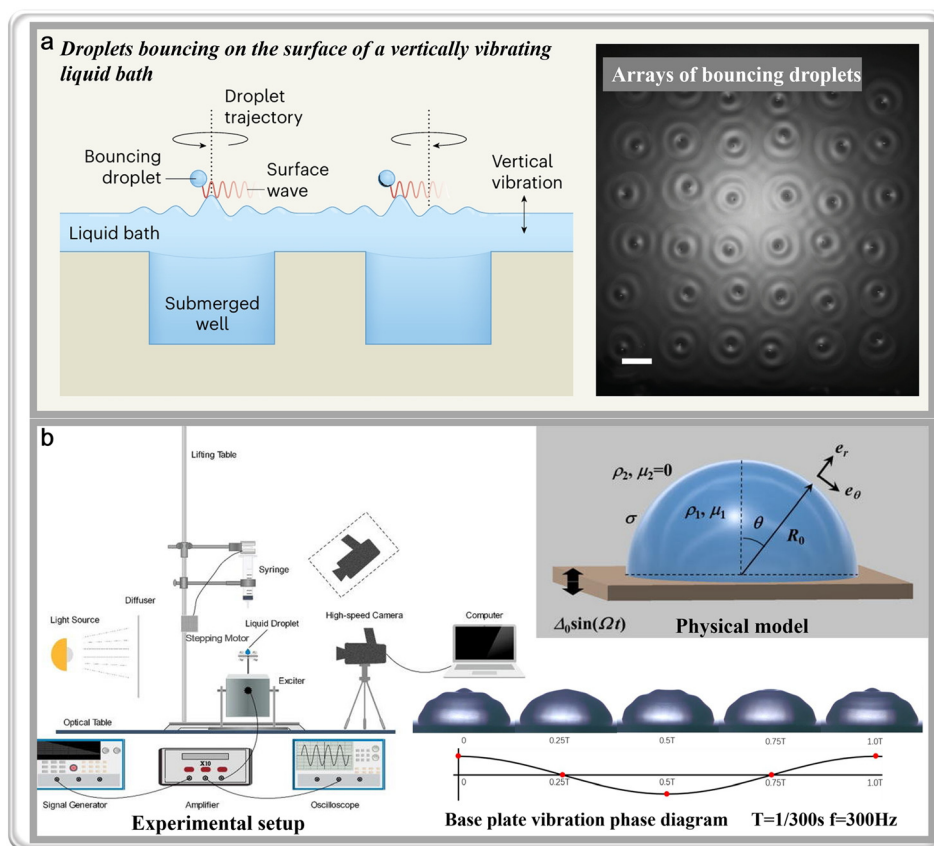 a
Droplets bouncing on the surface of a vertically vibrating
liquid bath
Droplet
trajectory
Bouncing
droplet
Surface
wave
Vertical
vibration
Liquid bath
Submerged
well
Arrays of bouncing droplets
b
Lifting Table
Syringe
Diffuser
Light Source
Stepping Motor
Liquid Droplet
High-speed Camera
Computer
Exciter
Optical Table
X10
Signal Generator
Amplifier
Oscilloscope
Experimental setup
ρ₂, μ₂=0
e_r
e_θ
σ
ρ₁, μ₁
θ
R₀
Δ₀sin(Ωt)
Physical model
0 0.25T 0.5T 0.75T 1.0T
0 0.25T 0.5T 0.75T 1.0T
Base plate vibration phase diagram T=1/300s f=300Hz